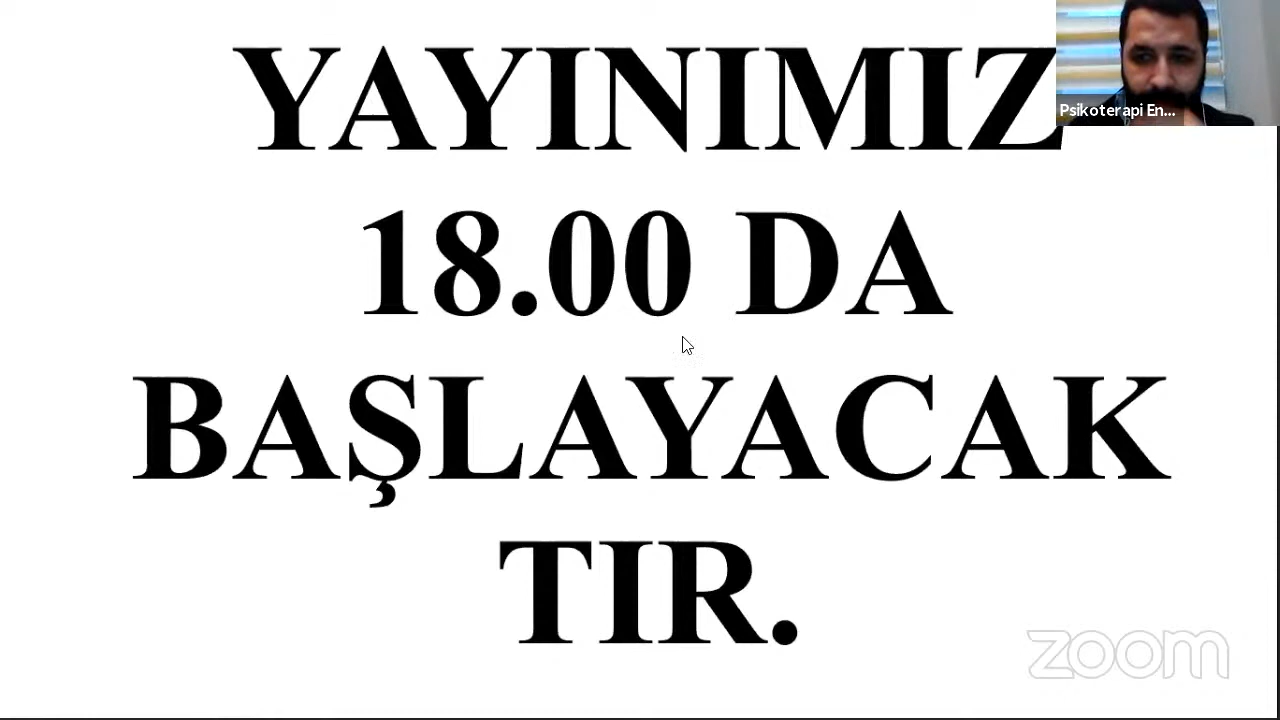 YAYINIMIZ
Psikoterapi En...
18.00 DA
BAŞLAYACAK
TIR.
zoom